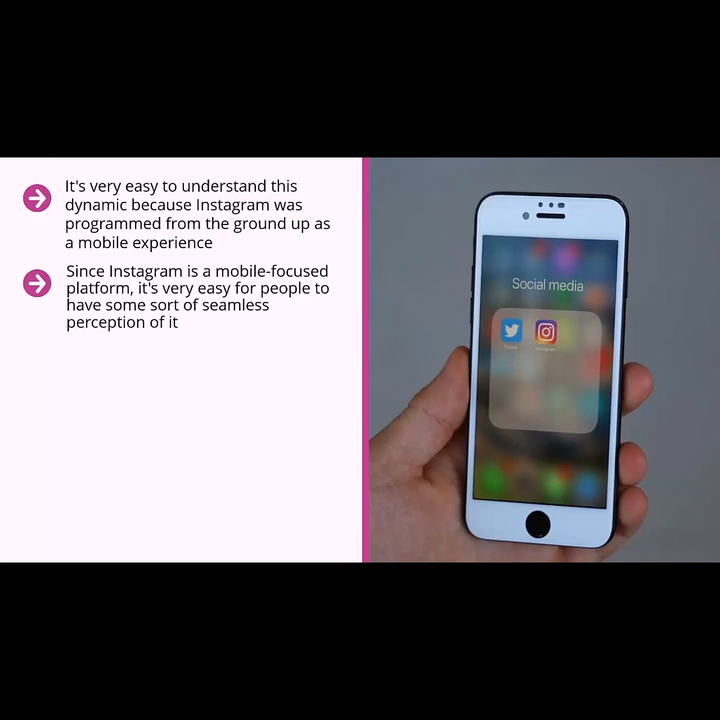 It's very easy to understand this
dynamic because Instagram was
programmed from the ground up as
a mobile experience
Since Instagram is a mobile-focused
platform, it's very easy for people to
have some sort of seamless
perception of it
Social media
Twitter
Instagram